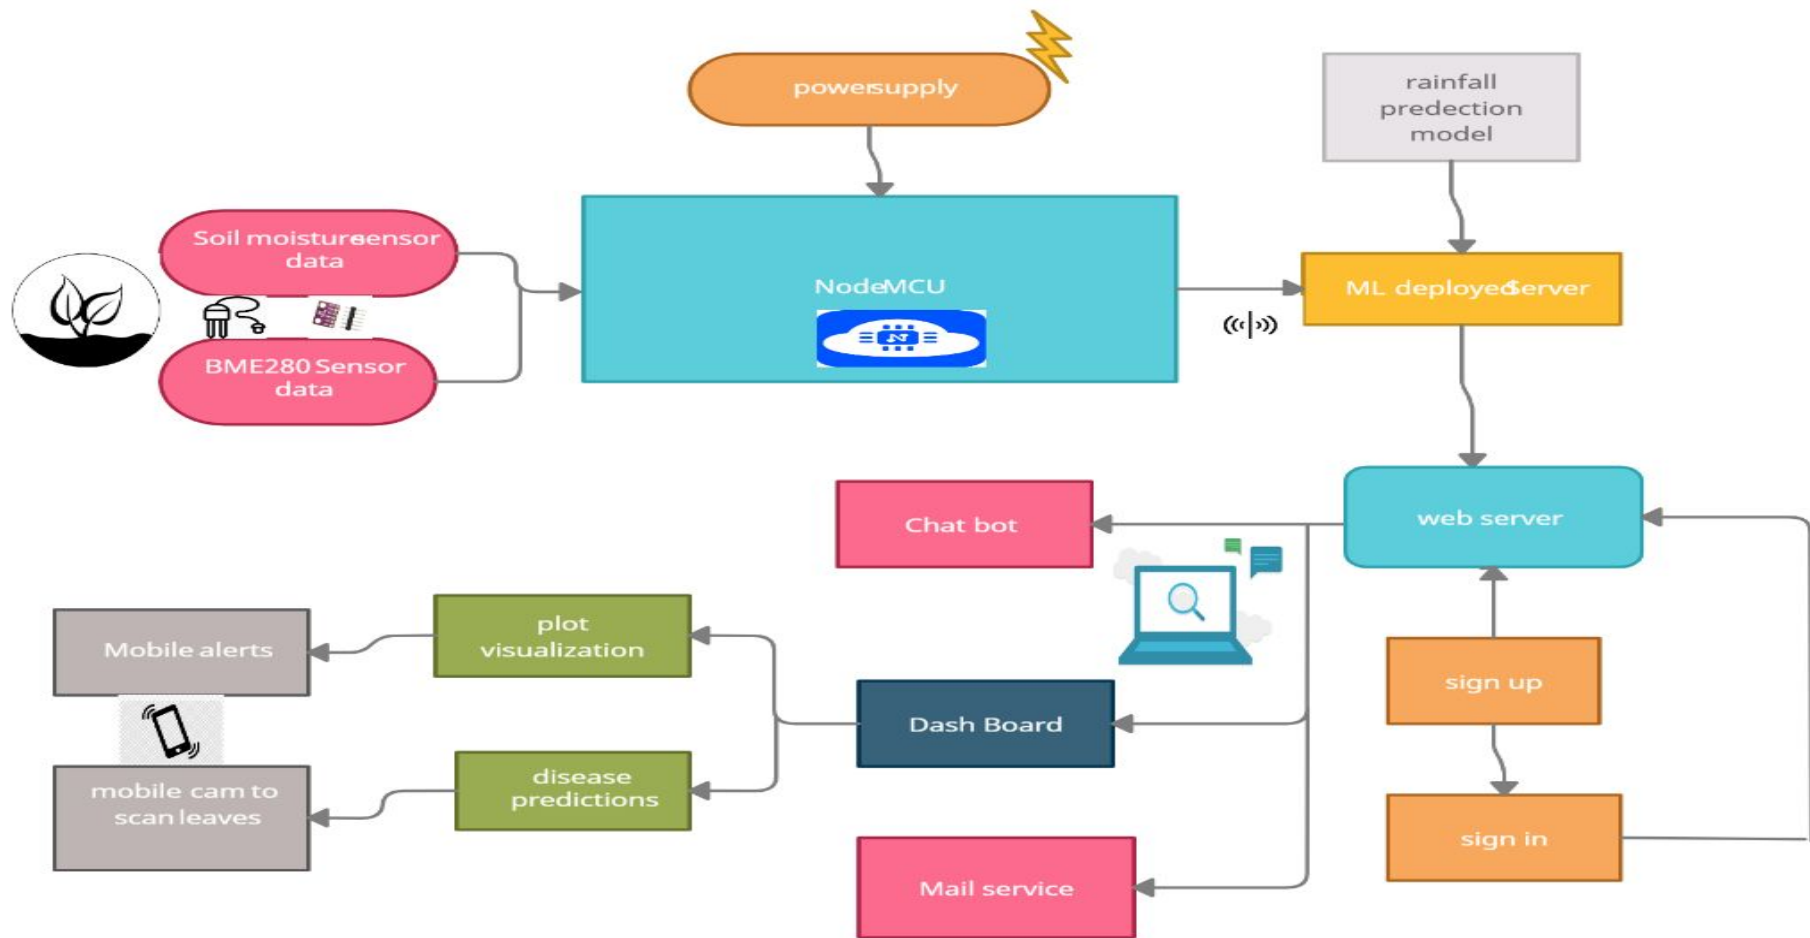 powersupply
rainfall
predection
model
Soil moisturesensor
data
NodeMCU
ML deployedServer
BME280 Sensor
data
Chat bot
web server
plot
visualization
Mobile alerts
sign up
Dash Board
disease
predictions
mobile cam to
scan leaves
sign in
Mail service